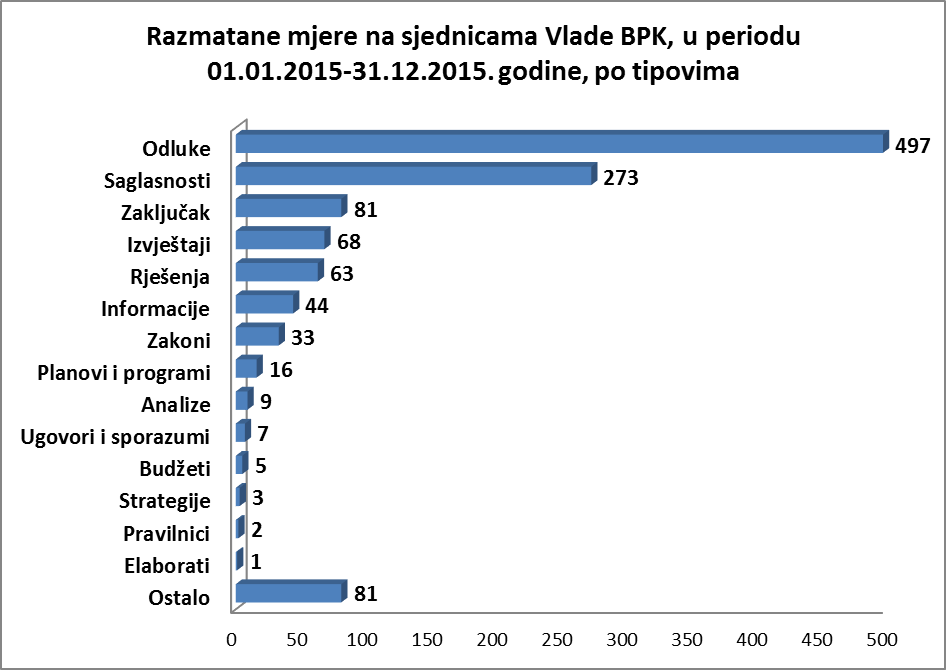 Razmatane mjere na sjednicama Vlade BPK, u periodu
01.01.2015-31.12.2015. godine, po tipovima
Odluke 497
Saglasnosti 273
Zaključak 81
Izvještaji 68
Rješenja 63
Informacije 44
Zakoni 33
Planovi i programi 16
Analize 9
Ugovori i sporazumi 7
Budžeti 5
Strategije 3
Pravilnici 2
Elaborati 1
Ostalo 81
0 50 100 150 200 250 300 350 400 450 500